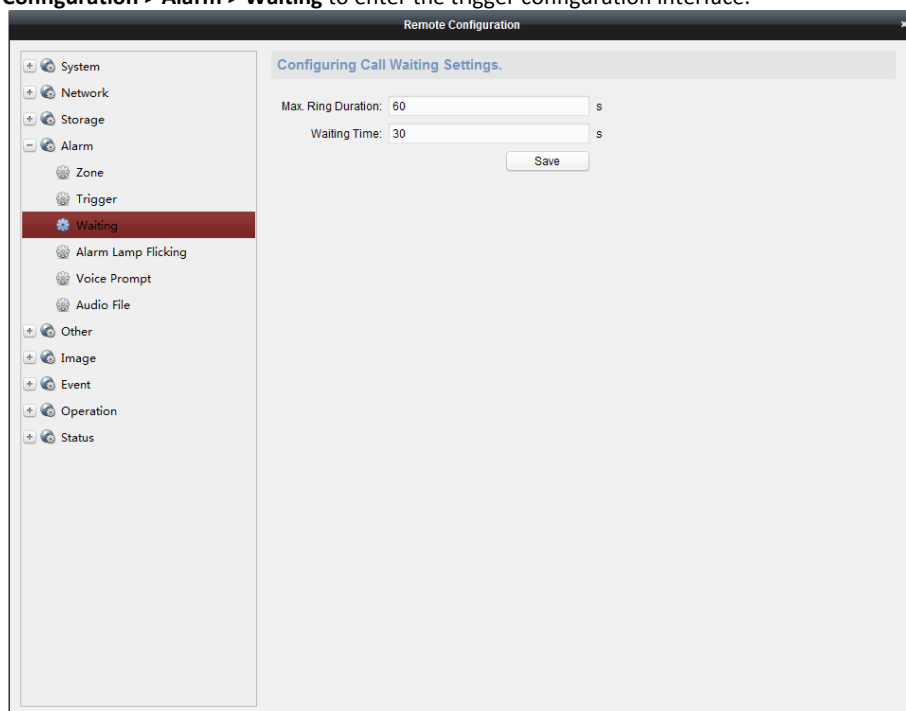 Configuration > Alarm > Waiting to enter the trigger configuration interface.
Remote Configuration
System
Network
Storage
Alarm
Zone
Trigger
Waiting
Alarm Lamp Flicking
Voice Prompt
Audio File
Other
Image
Event
Operation
Status
Configuring Call Waiting Settings.
Max. Ring Duration: 60 s
Waiting Time: 30 s
Save